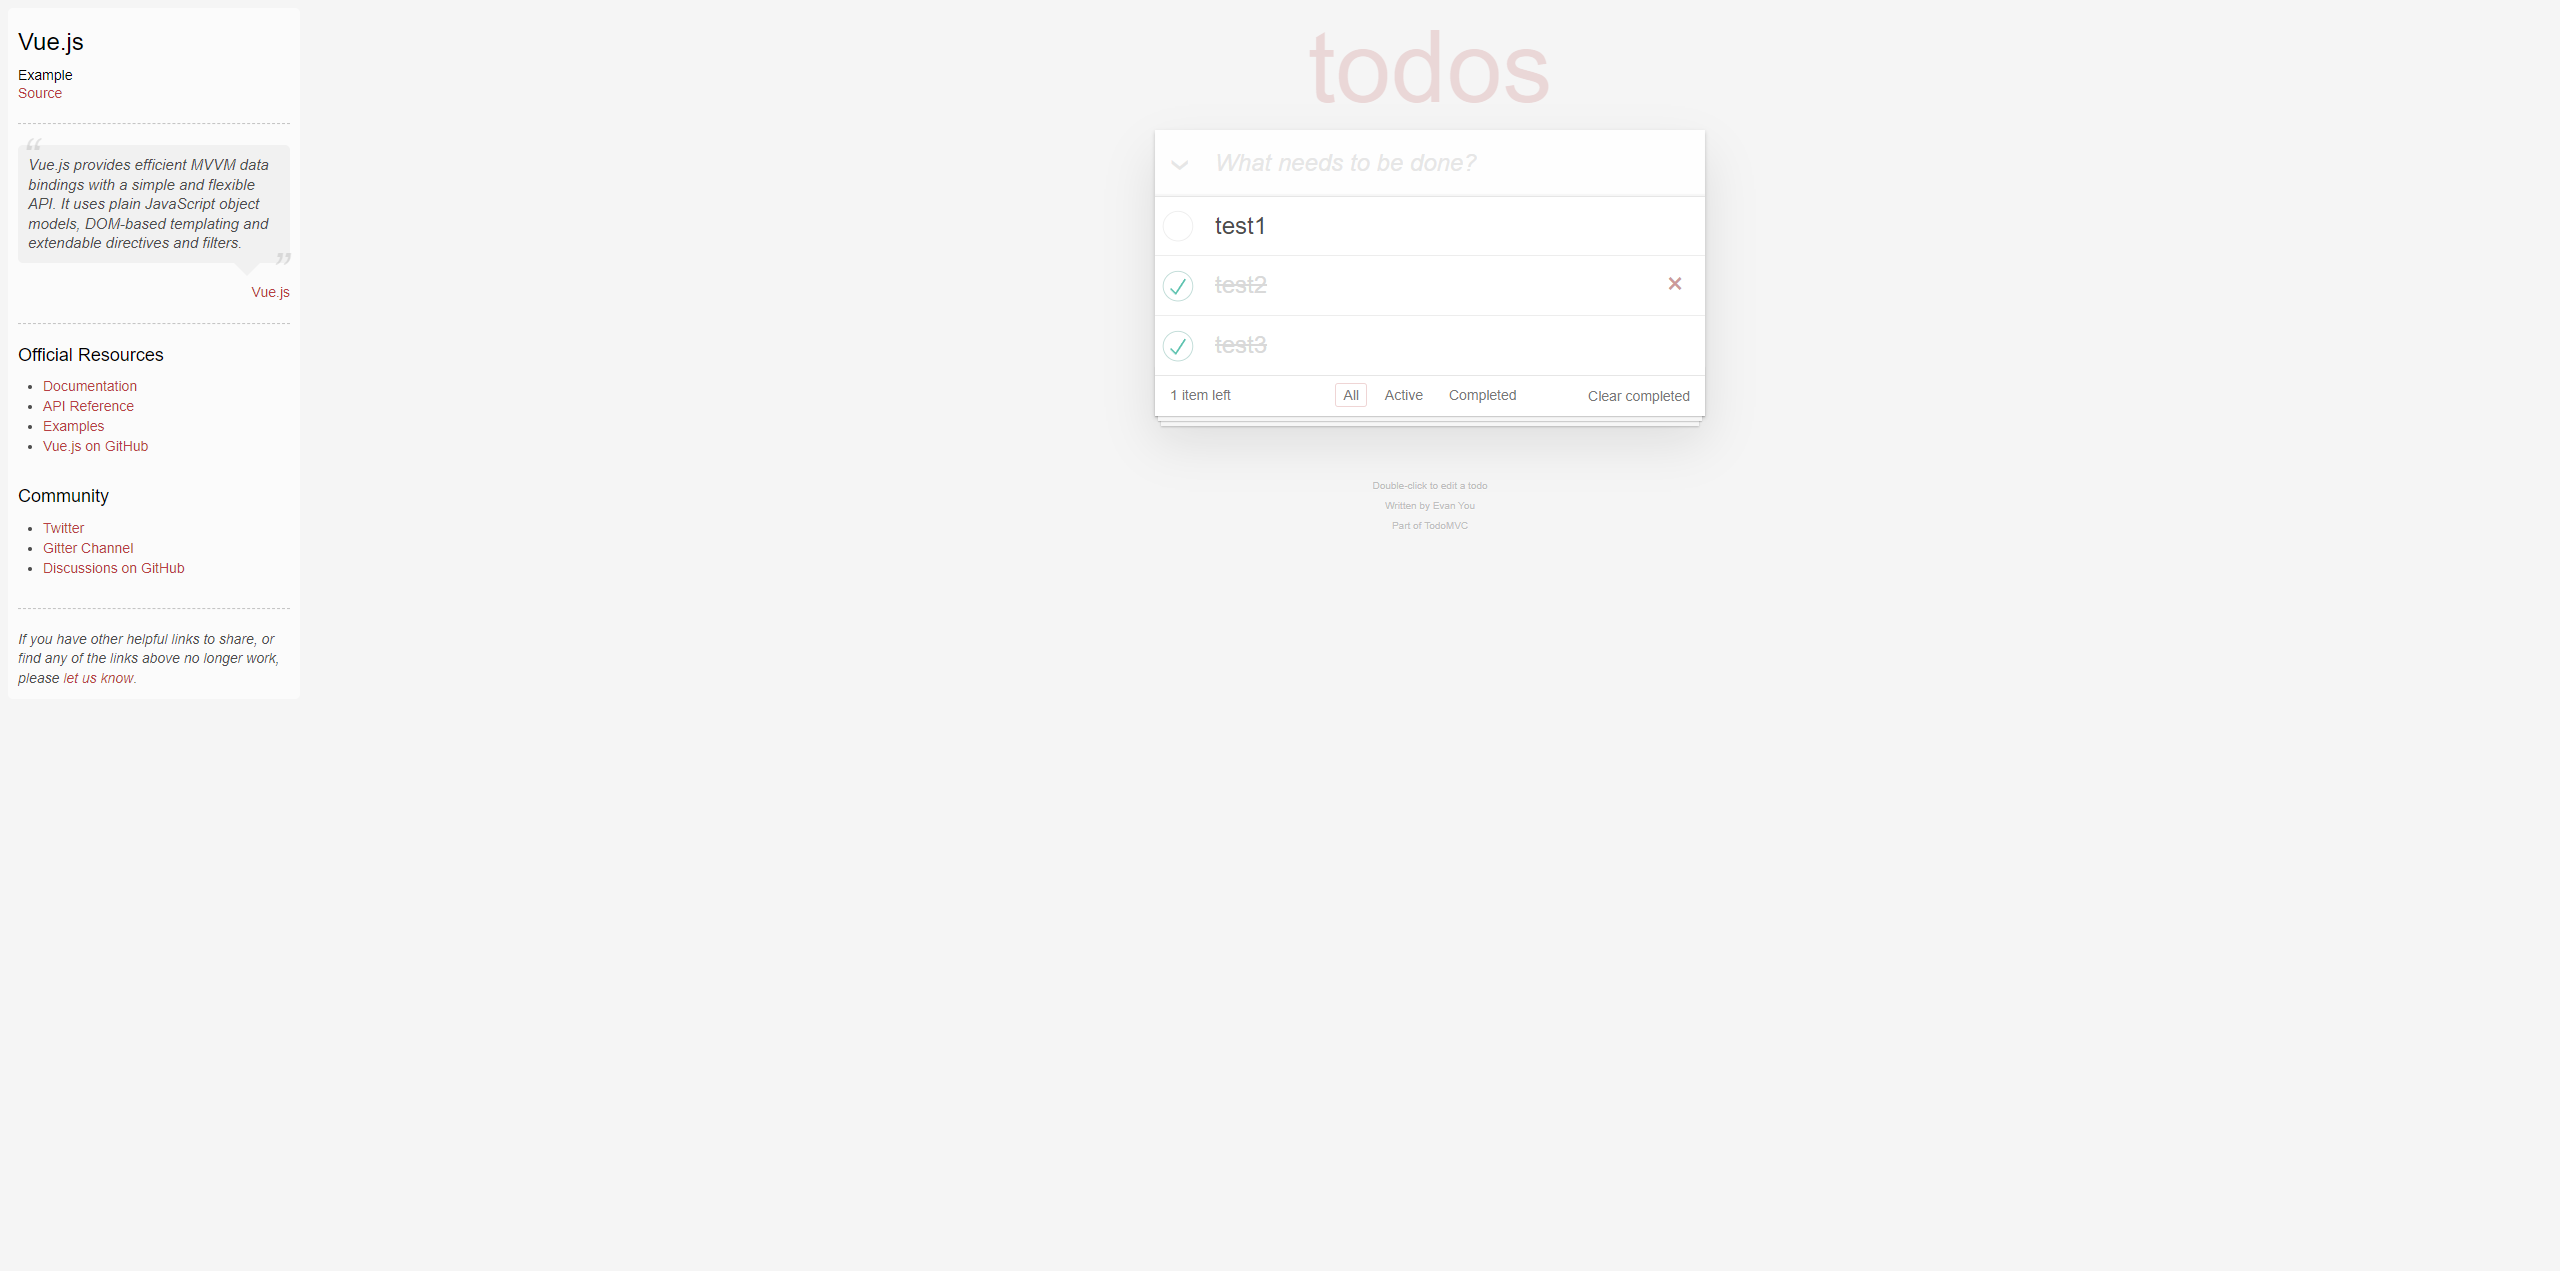 Vue.js
Example
Source
“
Vue.js provides efficient MVVM data
bindings with a simple and flexible
API. It uses plain JavaScript object
models, DOM-based templating and
extendable directives and filters.
”
Vue.js
Official Resources
• Documentation
• API Reference
• Examples
• Vue.js on GitHub
Community
• Twitter
• Gitter Channel
• Discussions on GitHub
If you have other helpful links to share, or
find any of the links above no longer work,
please let us know.
todos
What needs to be done?
test1
test2 ×
test3
1 item left All Active Completed Clear completed
Double-click to edit a todo
Written by Evan You
Part of TodoMVC